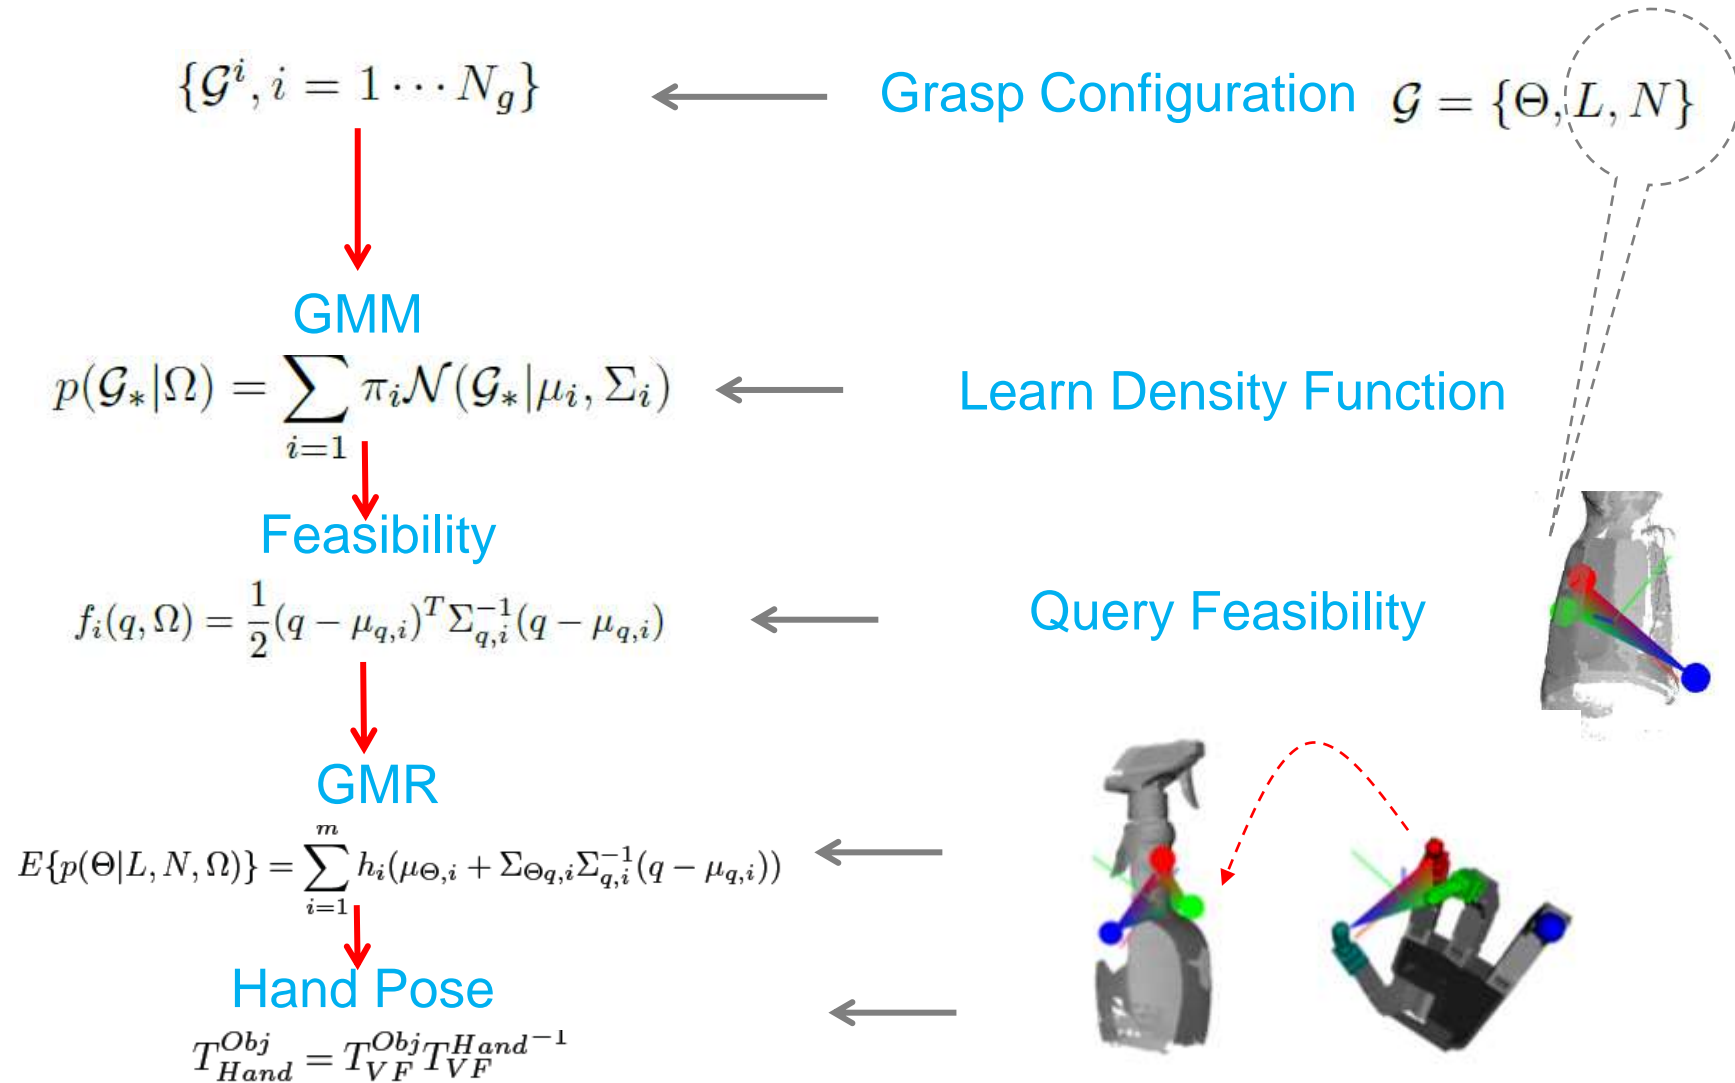 {𝒢^i, i = 1 ⋯ N_g}
Grasp Configuration 𝒢 = {Θ, L, N}
GMM
p(𝒢_*|Ω) = ∑_{i=1} π_i 𝒩(𝒢_*|μ_i, Σ_i)
Learn Density Function
Feasibility
f_i(q, Ω) = \frac{1}{2}(q − μ_{q,i})^T Σ_{q,i}^{−1}(q − μ_{q,i})
Query Feasibility
GMR
E{p(Θ|L, N, Ω)} = ∑_{i=1}^{m} h_i(μ_{Θ,i} + Σ_{Θq,i}Σ_{q,i}^{−1}(q − μ_{q,i}))
Hand Pose
T_{Hand}^{Obj} = T_{VF}^{Obj} T_{VF}^{Hand^{−1}}